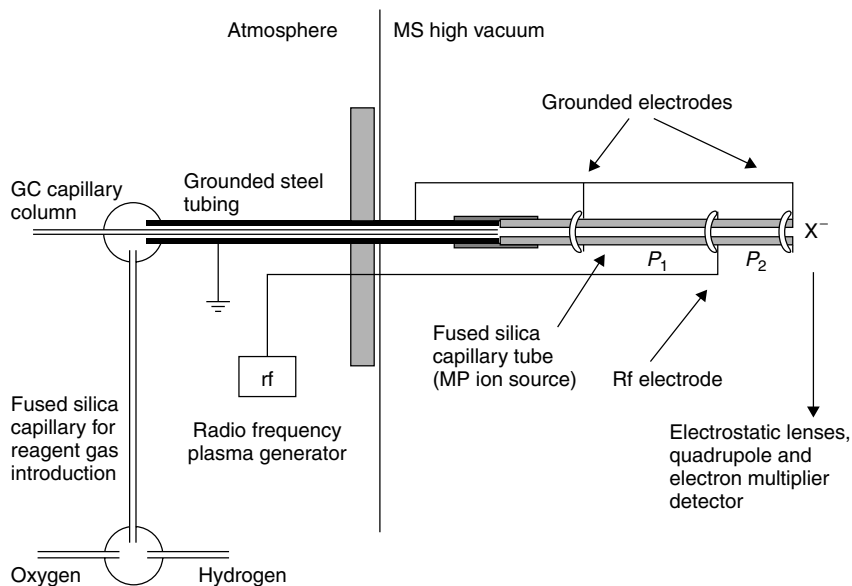 Atmosphere
MS high vacuum
Grounded electrodes
GC capillary
column
Grounded steel
tubing
X⁻
P₁
P₂
Fused silica
capillary tube
(MP ion source)
Rf electrode
rf
Radio frequency
plasma generator
Fused silica
capillary for
reagent gas
introduction
Electrostatic lenses,
quadrupole and
electron multiplier
detector
Oxygen
Hydrogen